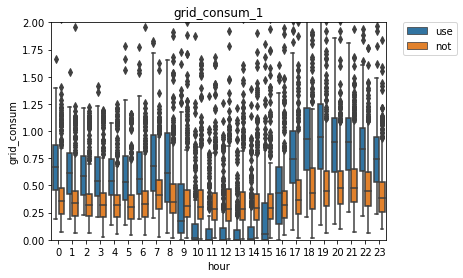 grid_consum_1
use
not
grid_consum
2.00
1.75
1.50
1.25
1.00
0.75
0.50
0.25
0.00
0 1 2 3 4 5 6 7 8 9 10 11 12 13 14 15 16 17 18 19 20 21 22 23
hour